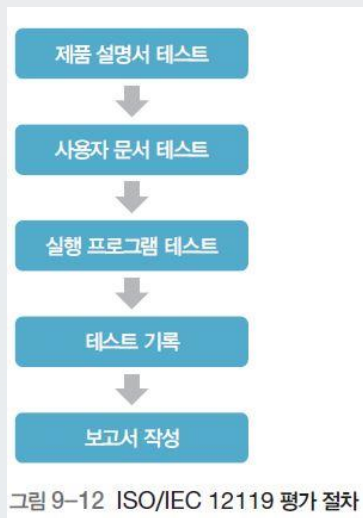 제품 설명서 테스트
사용자 문서 테스트
실행 프로그램 테스트
테스트 기록
보고서 작성
그림 9-12 ISO/IEC 12119 평가 절차